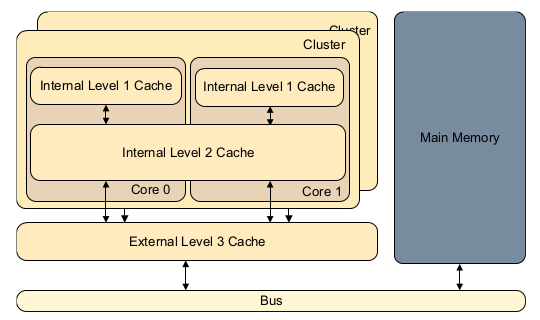 Cluster
Cluster
Internal Level 1 Cache
Internal Level 1 Cache
Internal Level 2 Cache
Core 0
Core 1
External Level 3 Cache
Main Memory
Bus